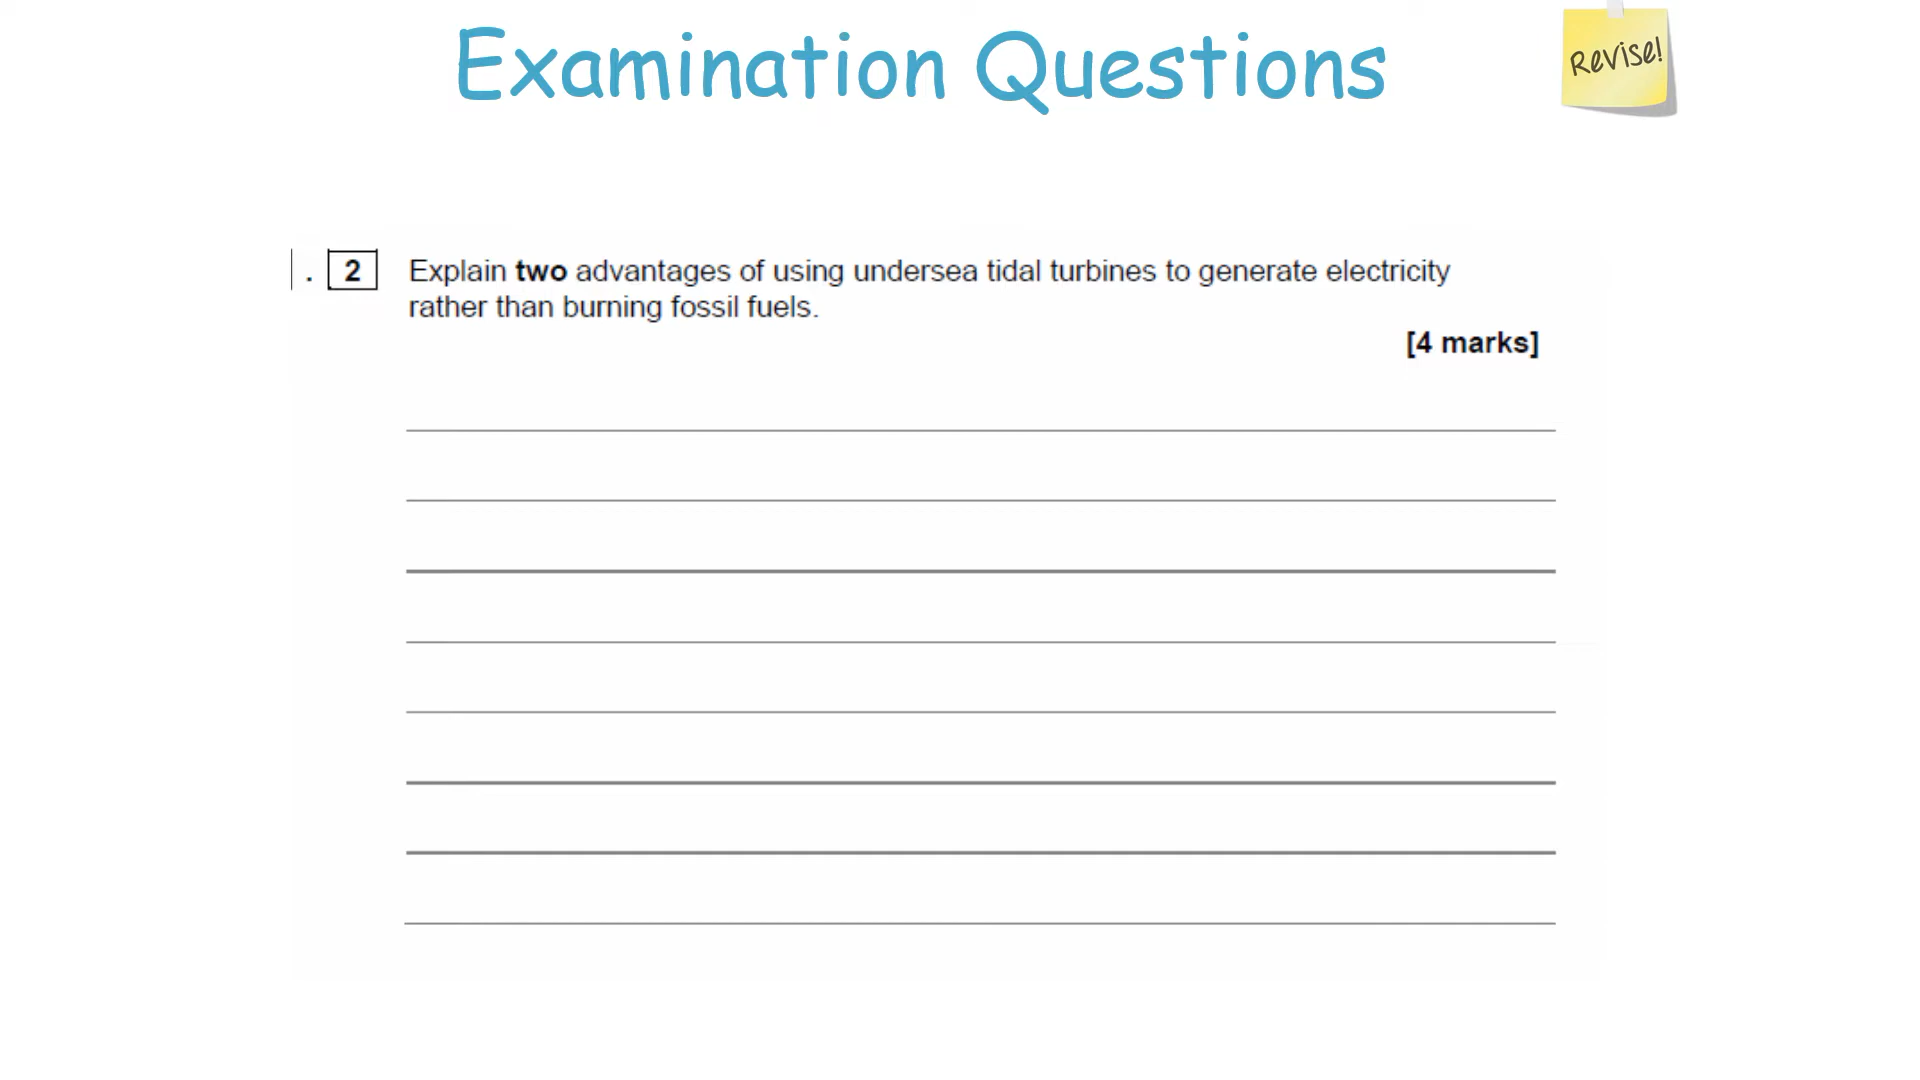 Examination Questions
Revise!
. 2 Explain two advantages of using undersea tidal turbines to generate electricity
rather than burning fossil fuels.
[4 marks]